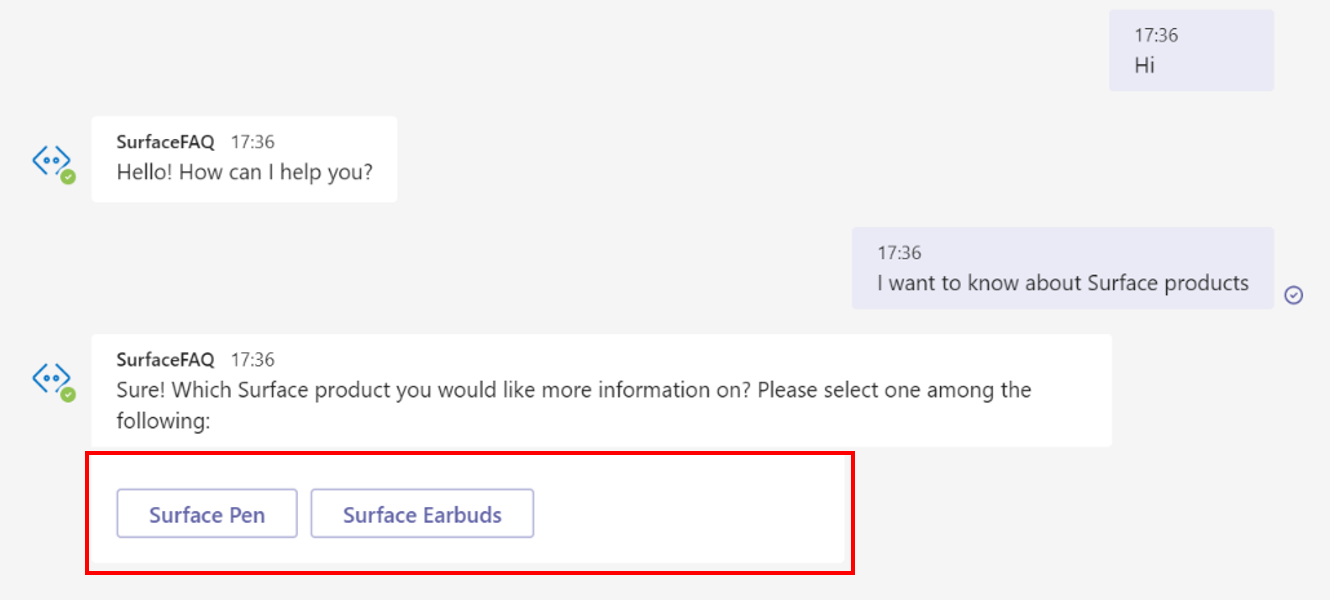 17:36
Hi
SurfaceFAQ 17:36
Hello! How can I help you?
17:36
I want to know about Surface products
SurfaceFAQ 17:36
Sure! Which Surface product you would like more information on? Please select one among the
following:
Surface Pen Surface Earbuds